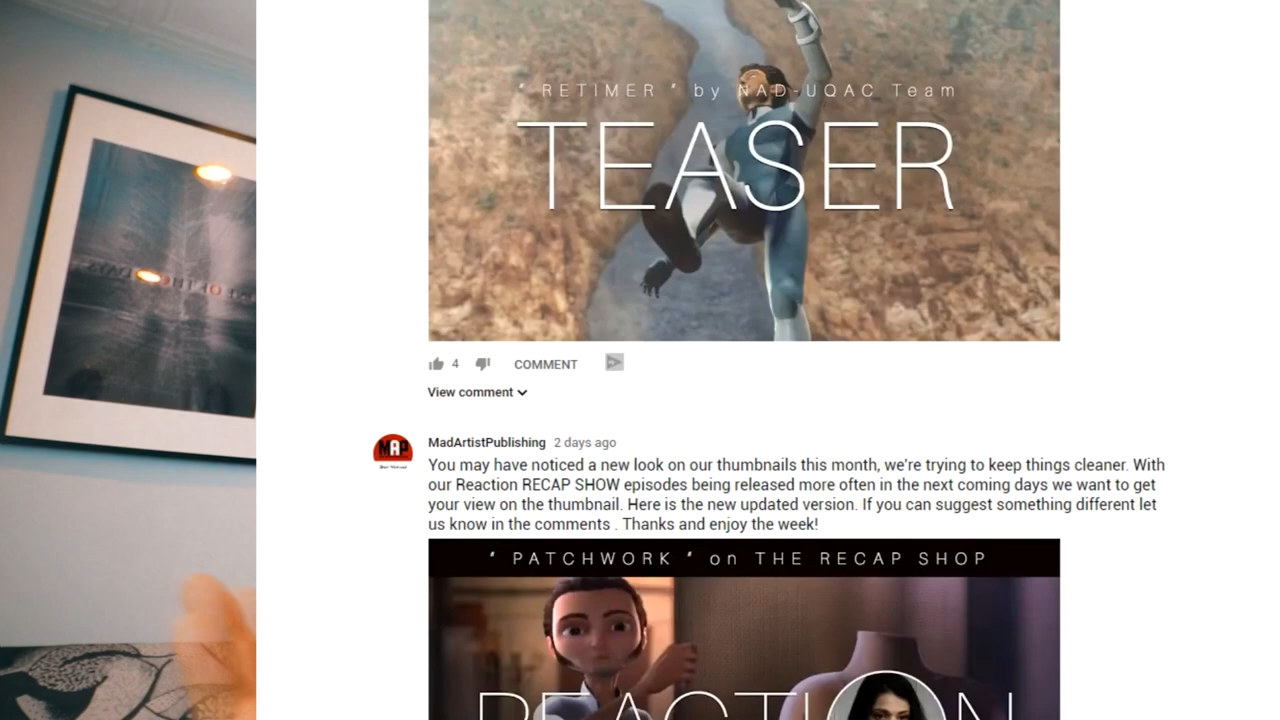 " RETIMER " by NAD-UQAC Team
TEASER
4 COMMENT
View comment
MAP
MadArtistPublishing 2 days ago
You may have noticed a new look on our thumbnails this month, we're trying to keep things cleaner. With
our Reaction RECAP SHOW episodes being released more often in the next coming days we want to get
your view on the thumbnail. Here is the new updated version. If you can suggest something different let
us know in the comments . Thanks and enjoy the week!
" PATCHWORK " on THE RECAP SHOP
REACTION